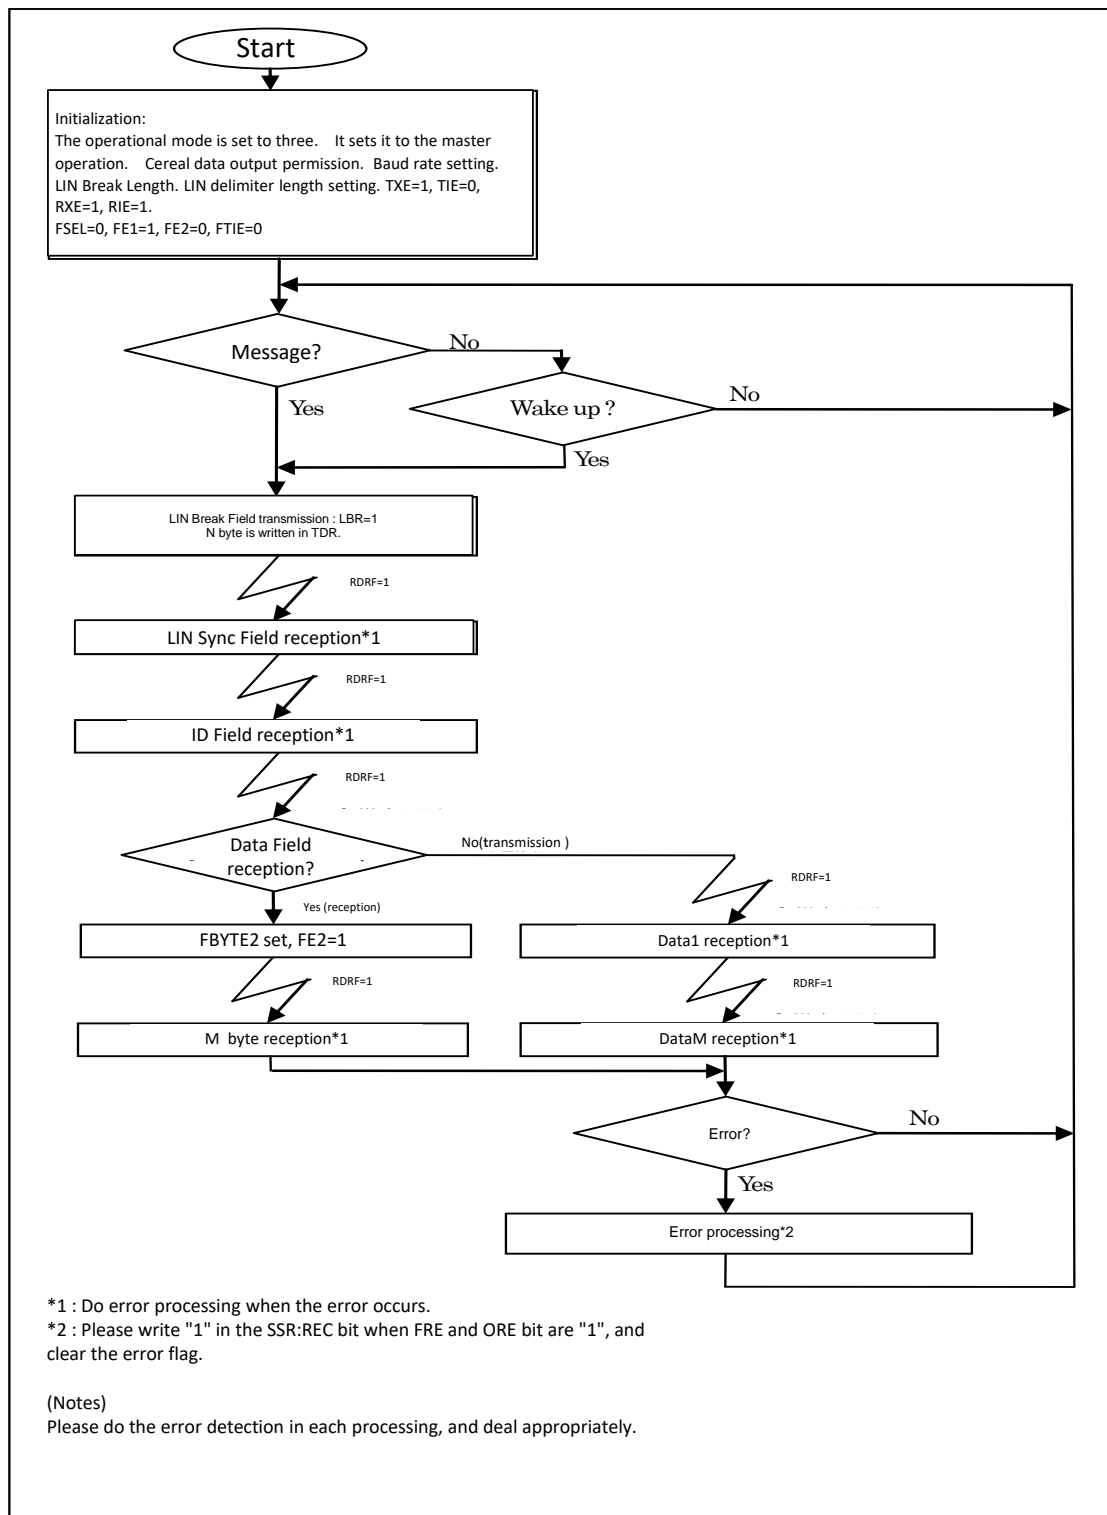 Start
Initialization:
The operational mode is set to three. It sets it to the master
operation. Cereal data output permission. Baud rate setting.
LIN Break Length. LIN delimiter length setting. TXE=1, TIE=0,
RXE=1, RIE=1.
FSEL=0, FE1=1, FE2=0, FTIE=0
Message?
No
Yes
Wake up ?
No
Yes
LIN Break Field transmission : LBR=1
N byte is written in TDR.
RDRF=1
LIN Sync Field reception*1
RDRF=1
ID Field reception*1
RDRF=1
Data Field
reception?
No(transmission )
Yes (reception)
RDRF=1
FBYTE2 set, FE2=1
Data1 reception*1
RDRF=1
RDRF=1
M byte reception*1
DataM reception*1
Error?
No
Yes
Error processing*2
*1 : Do error processing when the error occurs.
*2 : Please write "1" in the SSR:REC bit when FRE and ORE bit are "1", and
clear the error flag.
(Notes)
Please do the error detection in each processing, and deal appropriately.